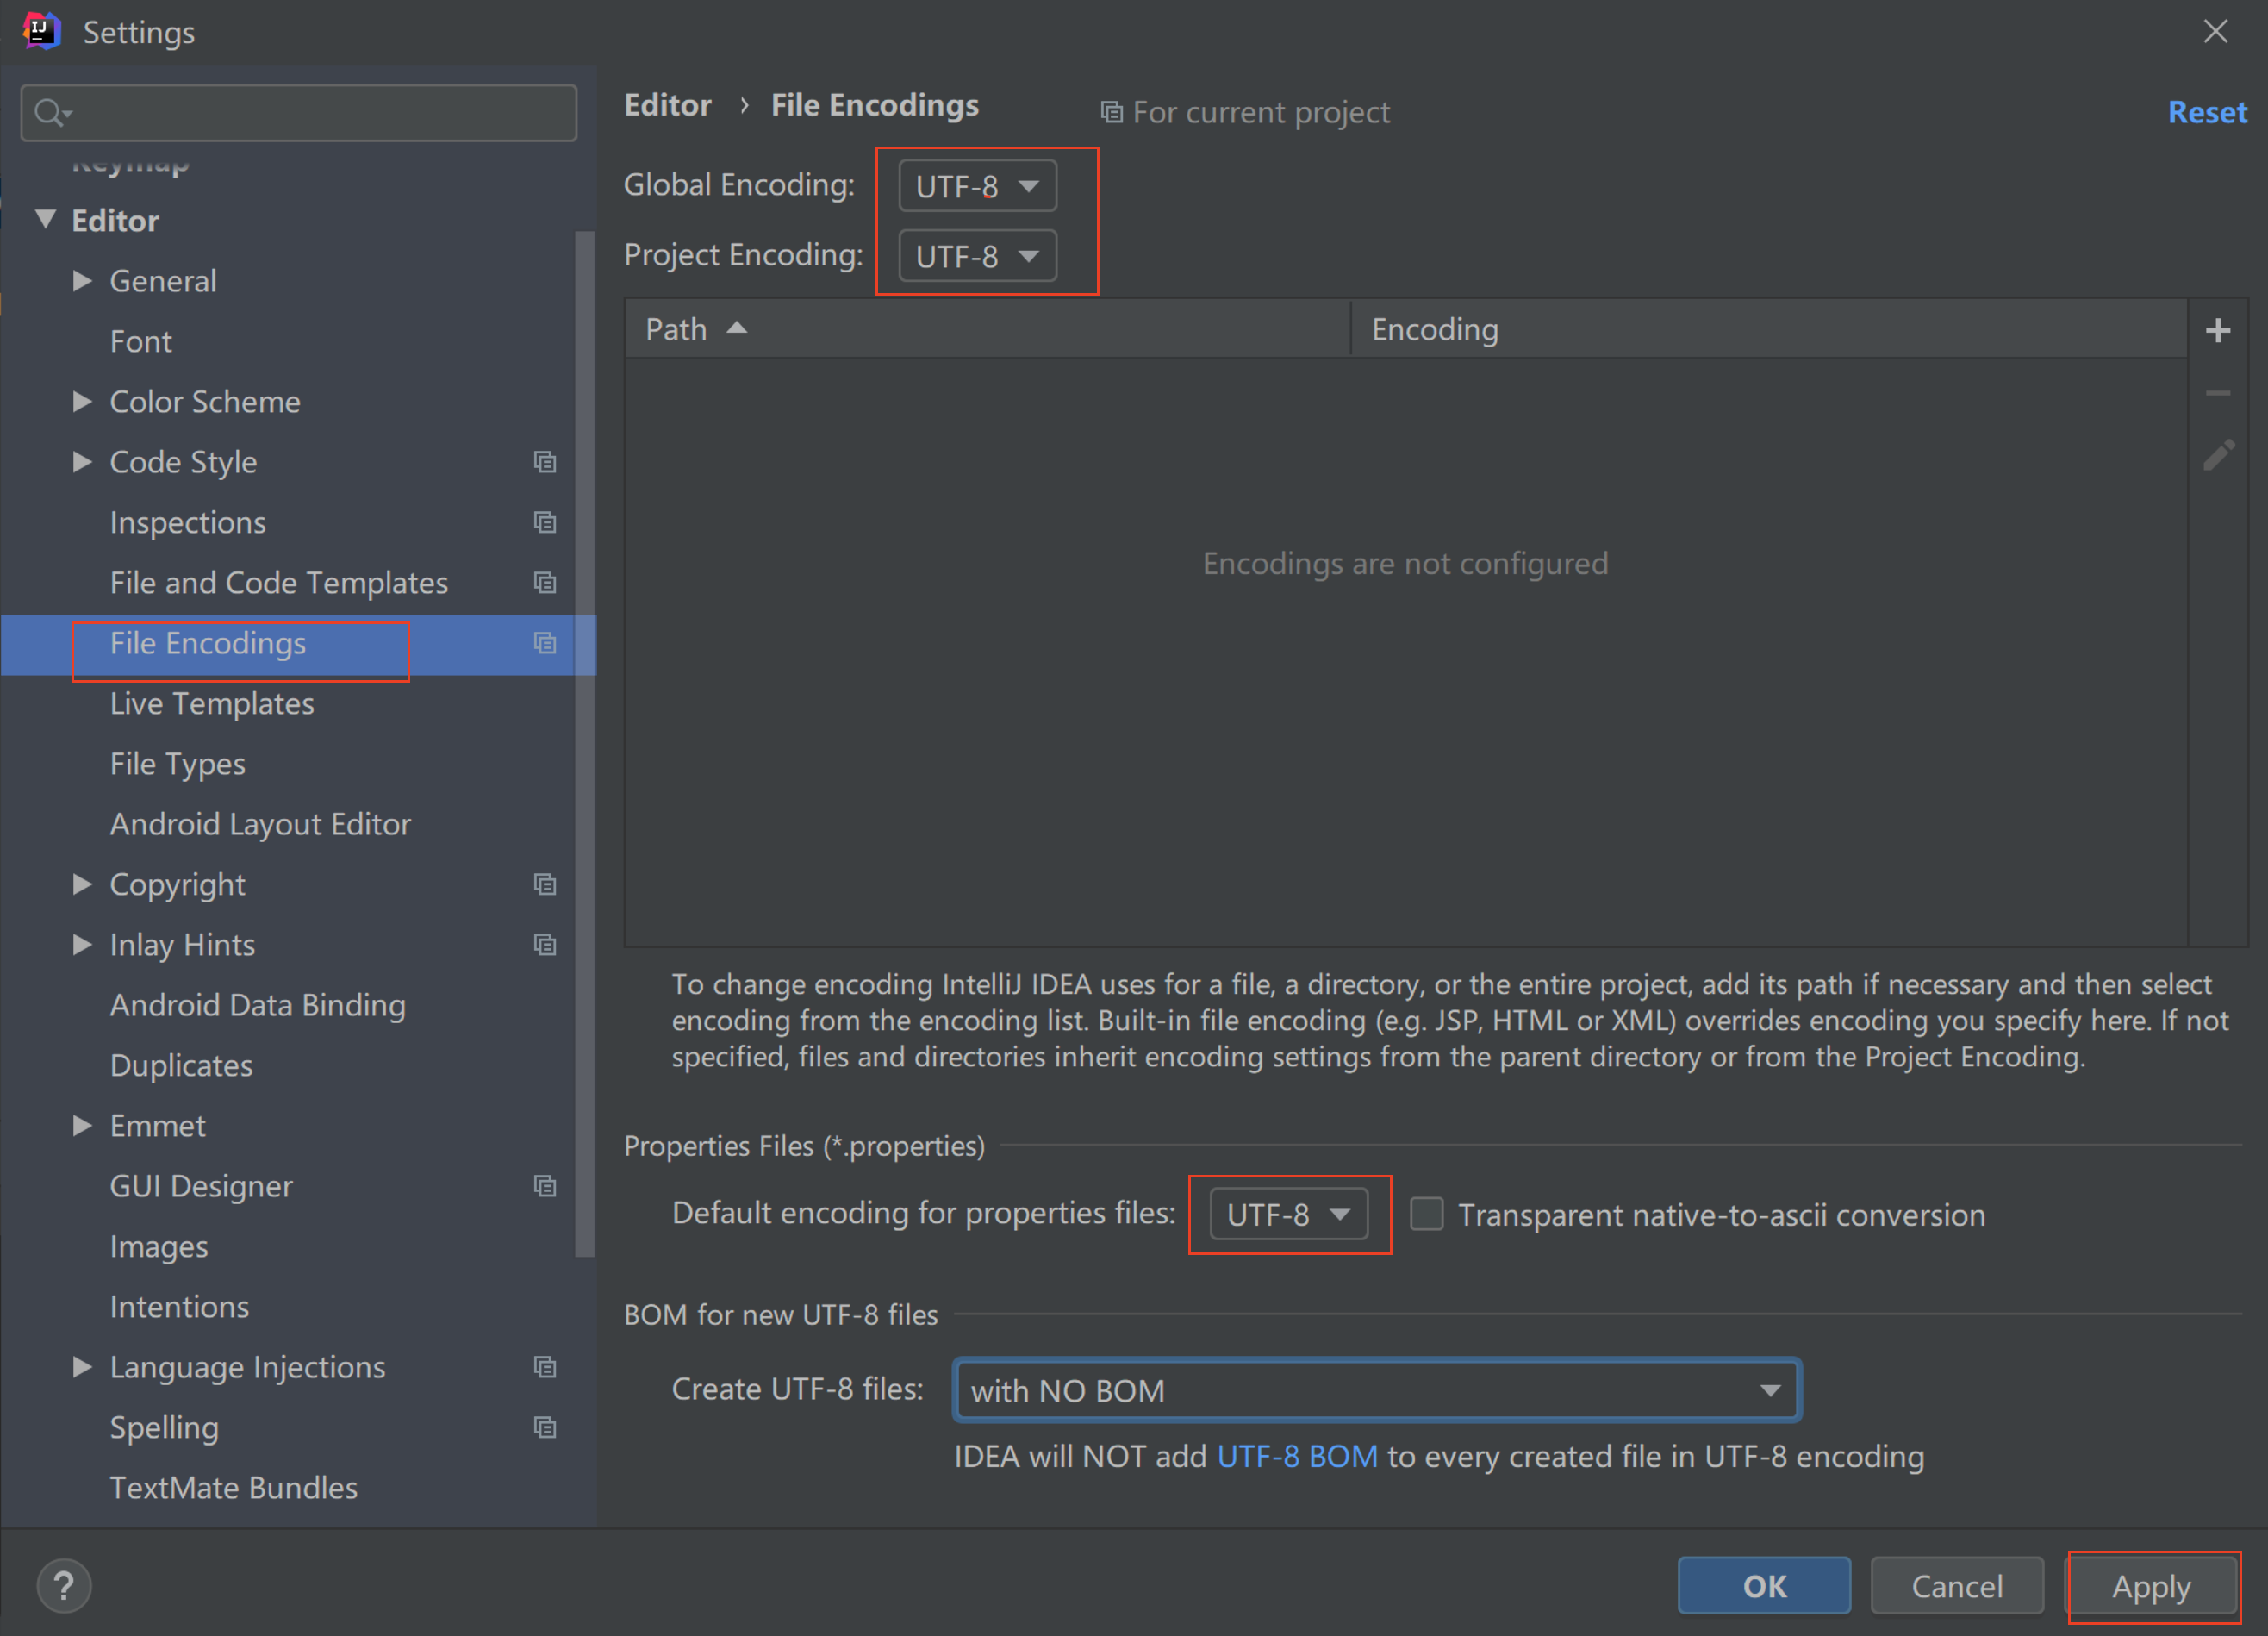 Settings
Keymap
Editor
General
Font
Color Scheme
Code Style
Inspections
File and Code Templates
File Encodings
Live Templates
File Types
Android Layout Editor
Copyright
Inlay Hints
Android Data Binding
Duplicates
Emmet
GUI Designer
Images
Intentions
Language Injections
Spelling
TextMate Bundles
Editor › File Encodings
For current project
Reset
Global Encoding: UTF-8
Project Encoding: UTF-8
Path Encoding
Encodings are not configured
To change encoding IntelliJ IDEA uses for a file, a directory, or the entire project, add its path if necessary and then select
encoding from the encoding list. Built-in file encoding (e.g. JSP, HTML or XML) overrides encoding you specify here. If not
specified, files and directories inherit encoding settings from the parent directory or from the Project Encoding.
Properties Files (*.properties)
Default encoding for properties files: UTF-8 Transparent native-to-ascii conversion
BOM for new UTF-8 files
Create UTF-8 files: with NO BOM
IDEA will NOT add UTF-8 BOM to every created file in UTF-8 encoding
? OK Cancel Apply